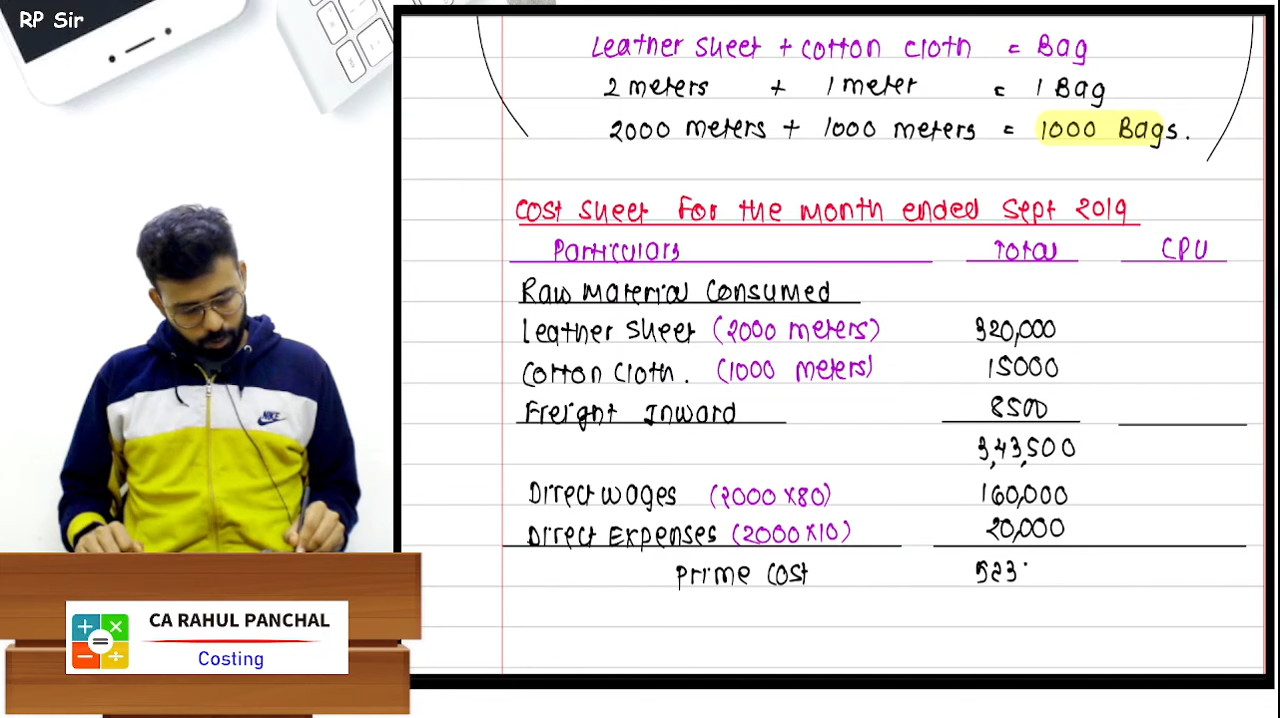 RP Sir
Leather sheet + cotton cloth = Bag
2 meters + 1 meter = 1 Bag
2000 meters + 1000 meters = 1000 Bags.
Cost sheet for the month ended Sept 2019
Particulars Total CPU
Raw Material Consumed
Leather sheet (2000 meters) 320,000
Cotton Cloth. (1000 meters) 15000
Freight Inward 8500
3,43,500
Direct wages (2000 x 80) 160,000
Direct Expenses (2000 x 10) 20,000
Prime Cost 523
NIKE
CA RAHUL PANCHAL
Costing